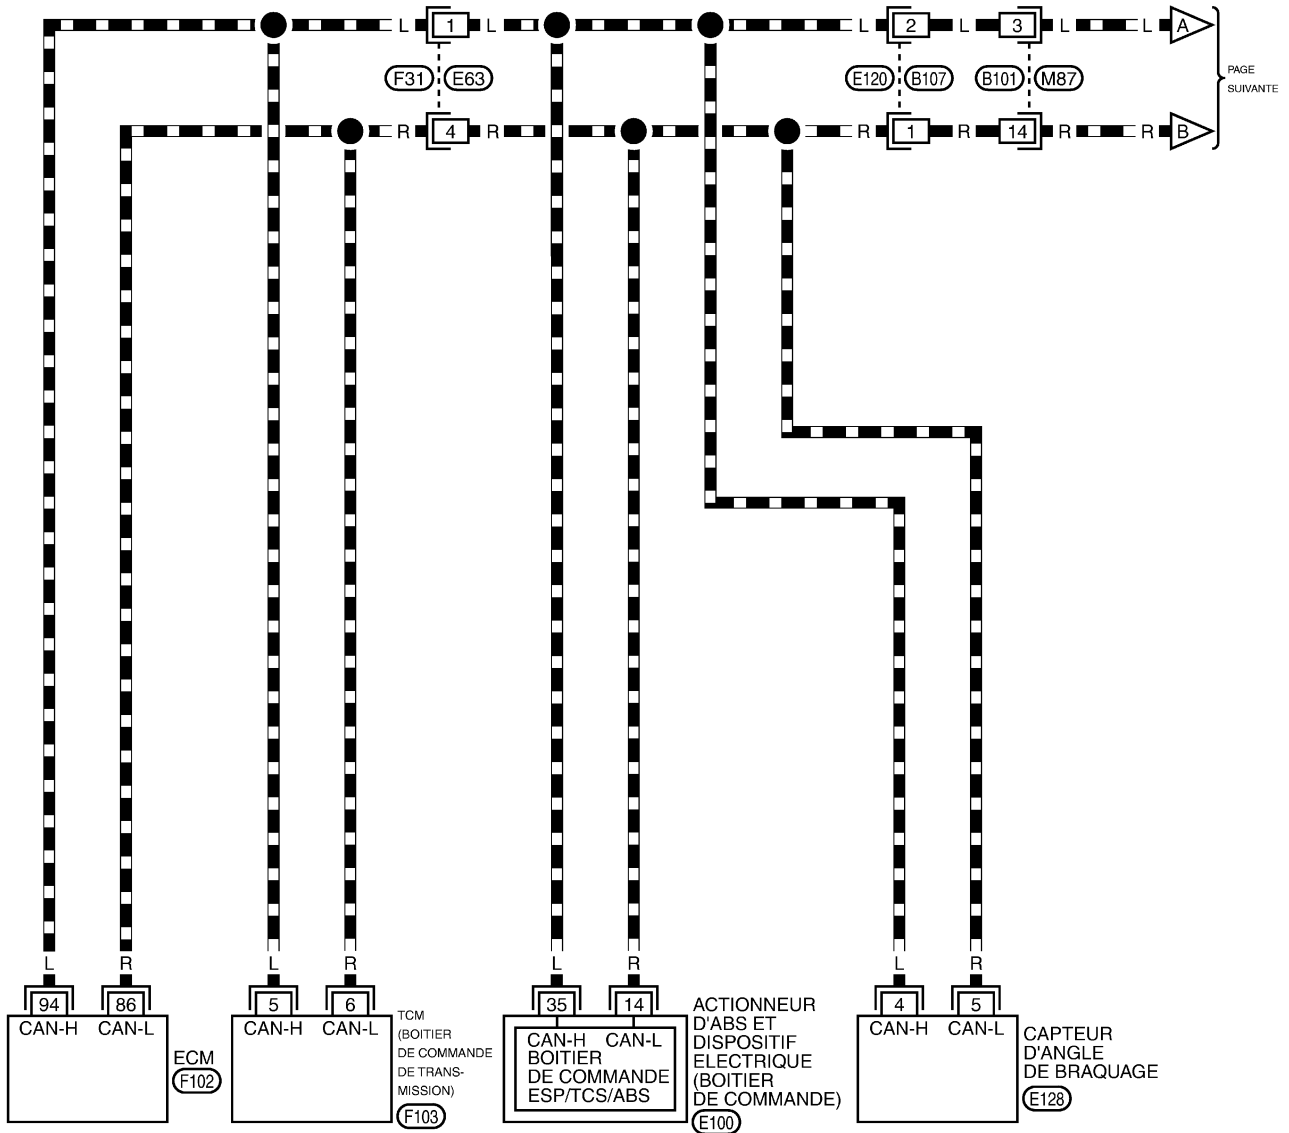 L 1 L L 2 L 3 L L A
F31 E63 E120 B107 B101 M87
PAGE
SUIVANTE
R 4 R R 1 R 14 R R B
L R L R L R L R
94 86 5 6 35 14 4 5
CAN-H CAN-L
ECM
F102
CAN-H CAN-L
TCM
(BOITIER
DE COMMANDE
DE TRANS-
MISSION)
F103
CAN-H CAN-L
BOITIER
DE COMMANDE
ESP/TCS/ABS
ACTIONNEUR
D'ABS ET
DISPOSITIF
ELECTRIQUE
(BOITIER
DE COMMANDE)
E100
CAN-H CAN-L
CAPTEUR
D'ANGLE
DE BRAQUAGE
E128